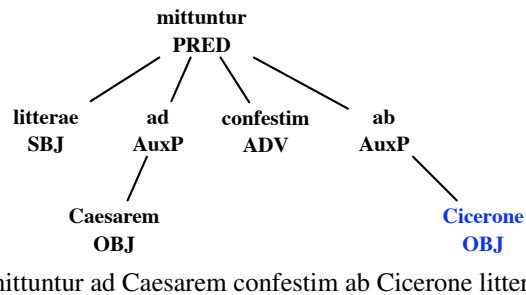 mittuntur
PRED
litterae ad confestim ab
SBJ AuxP ADV AuxP
Caesarem Cicerone
OBJ OBJ
ad Caesarem confestim ab Cicerone